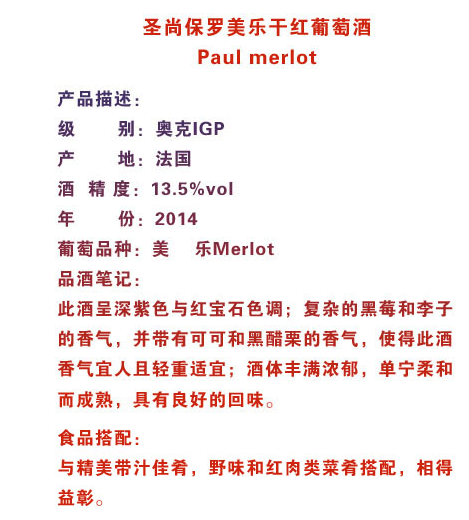 圣尚保罗美乐干红葡萄酒
Paul merlot
产品描述：
级 别：奥克IGP
产 地：法国
酒 精 度：13.5%vol
年 份：2014
葡萄品种：美 乐Merlot
品酒笔记：
此酒呈深紫色与红宝石色调；复杂的黑莓和李子
的香气，并带有可可和黑醋栗的香气，使得此酒
香气宜人且轻重适宜；酒体丰满浓郁，单宁柔和
而成熟，具有良好的回味。
食品搭配：
与精美带汁佳肴，野味和红肉类菜肴搭配，相得
益彰。